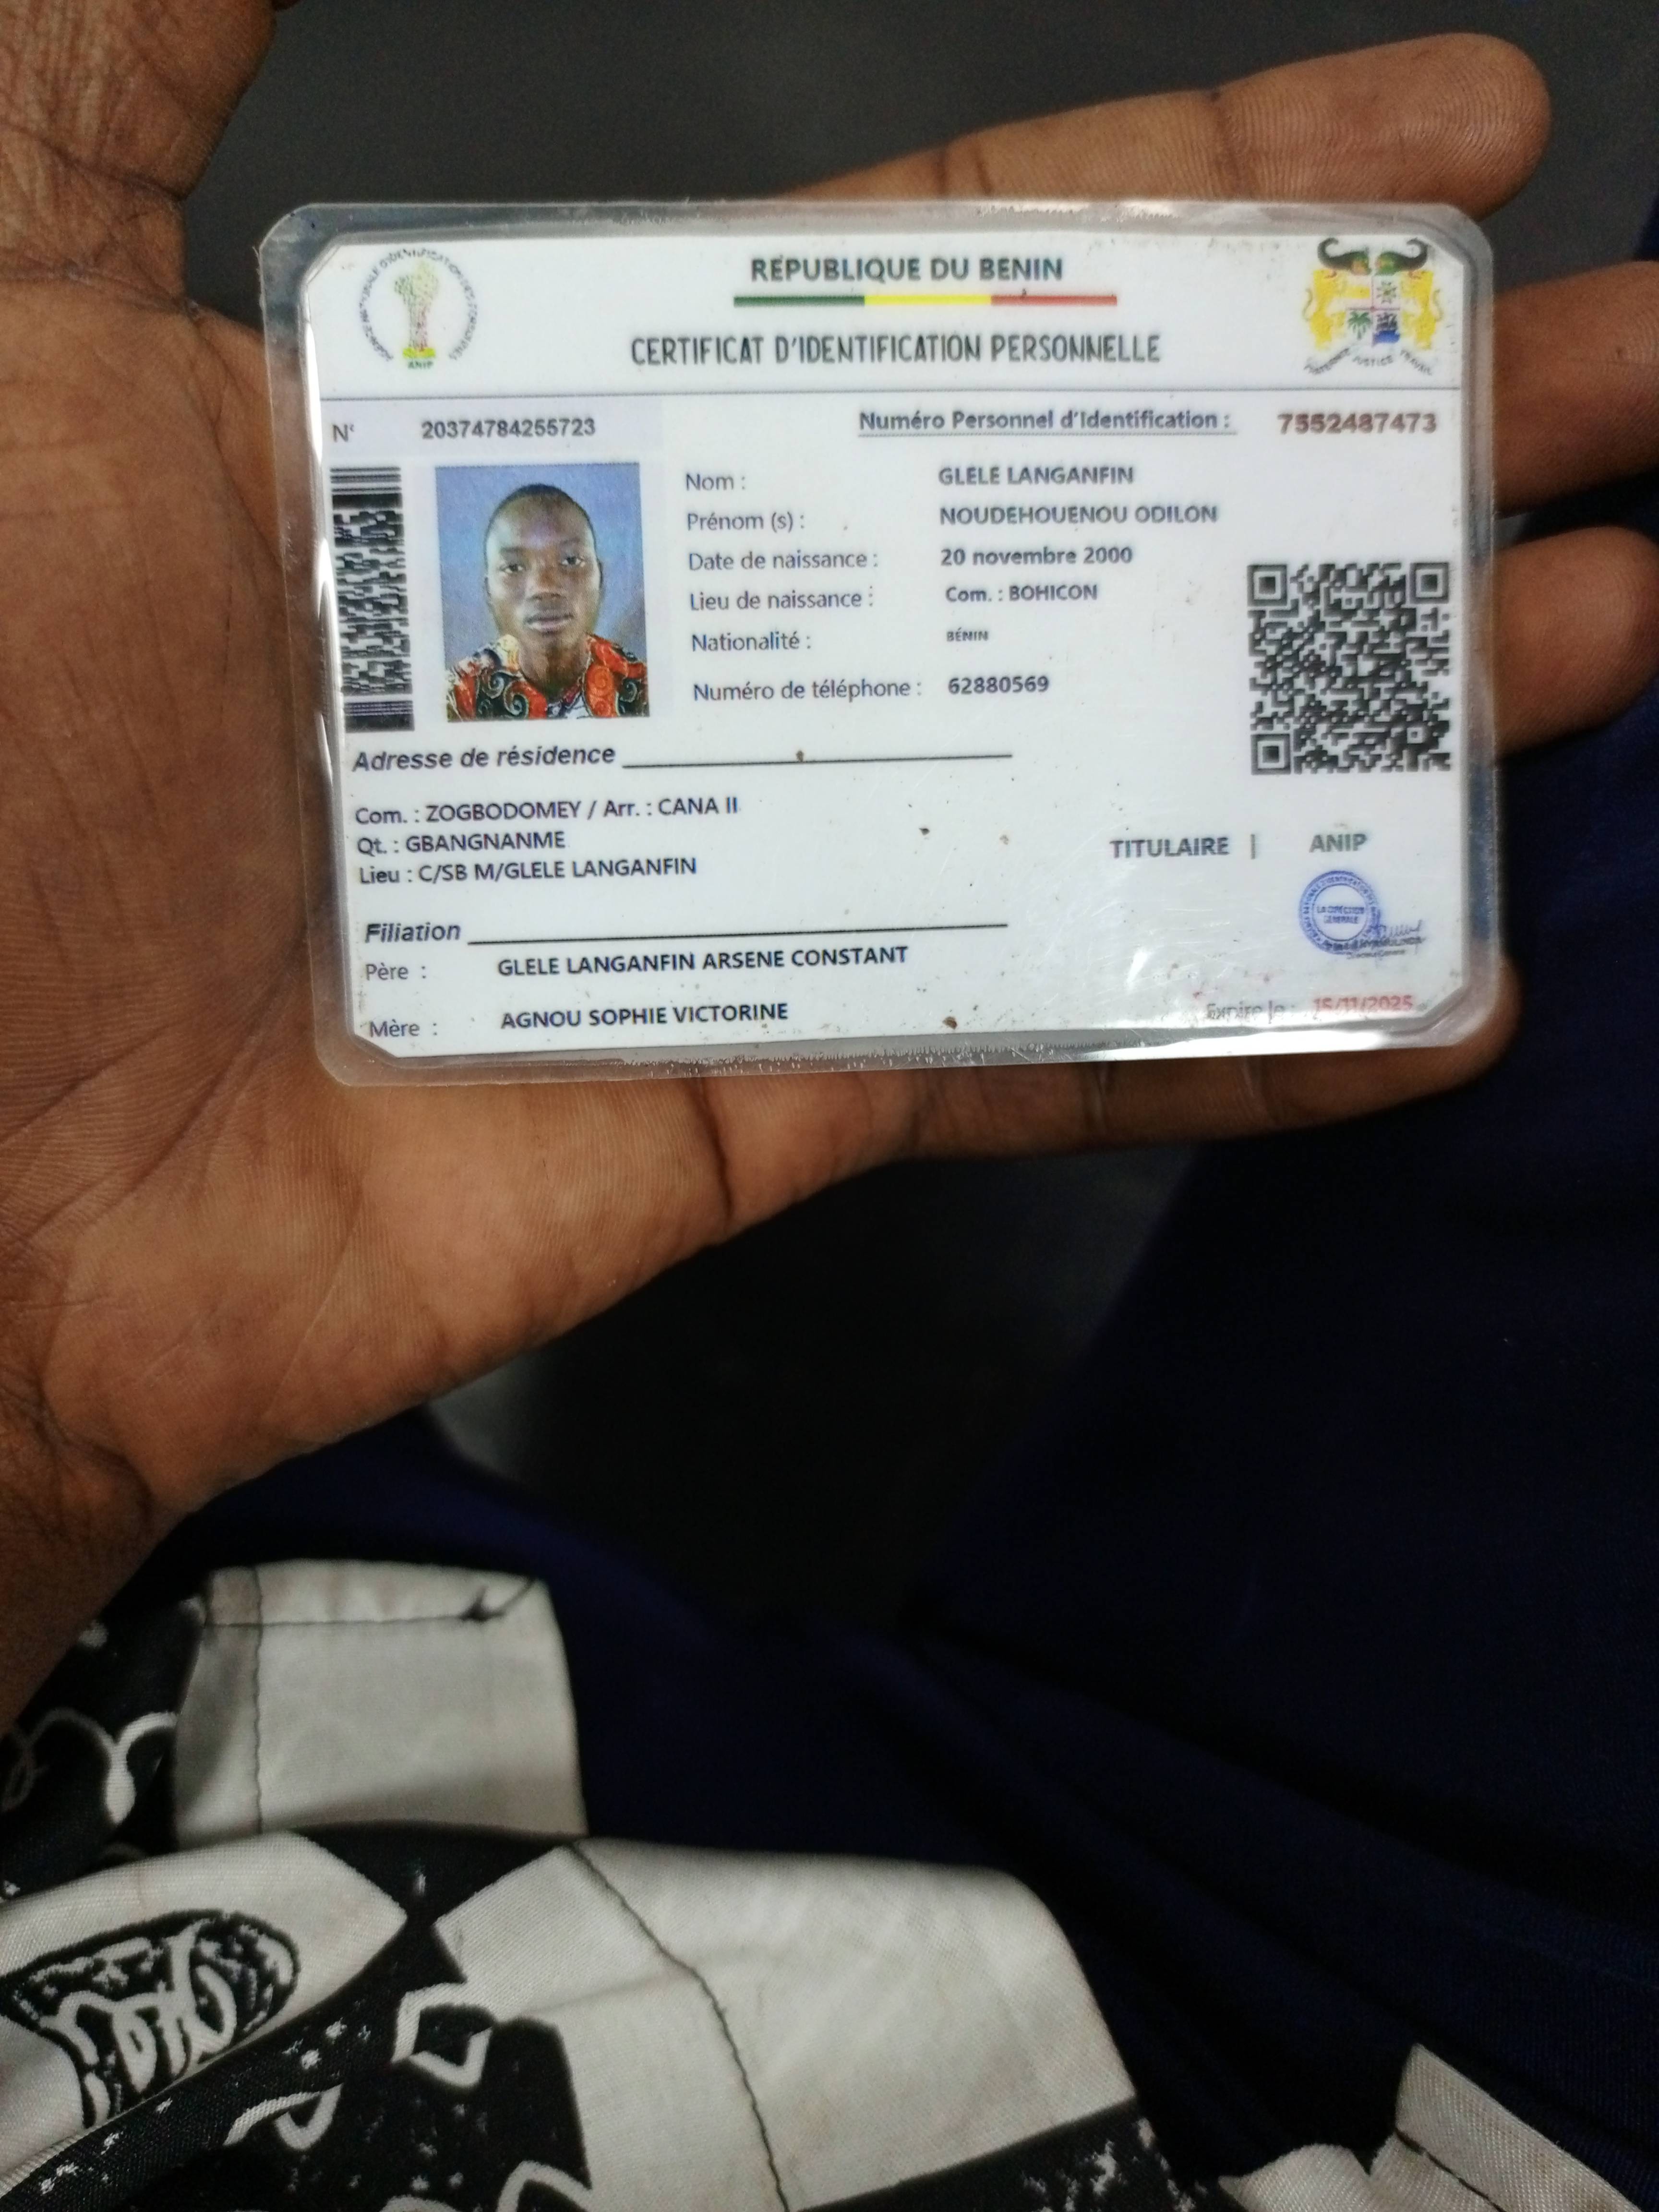 RÉPUBLIQUE DU BENIN
CERTIFICAT D'IDENTIFICATION PERSONNELLE
ANIP
FRATERNITÉ JUSTICE TRAVAIL
N° 20374784255723
Numéro Personnel d'Identification : 7552487473
Nom : GLELE LANGANFIN
Prénom (s) : NOUDEHOUENOU ODILON
Date de naissance : 20 novembre 2000
Lieu de naissance : Com. : BOHICON
Nationalité : BÉNIN
Numéro de téléphone : 62880569
Adresse de résidence
Com. : ZOGBODOMEY / Arr. : CANA II
Qt. : GBANGNANME
Lieu : C/SB M/GLELE LANGANFIN
TITULAIRE | ANIP
LA DIRECTION
GENERALE
Filiation
Père : GLELE LANGANFIN ARSENE CONSTANT
Mère : AGNOU SOPHIE VICTORINE
Expire le : 15/11/2025